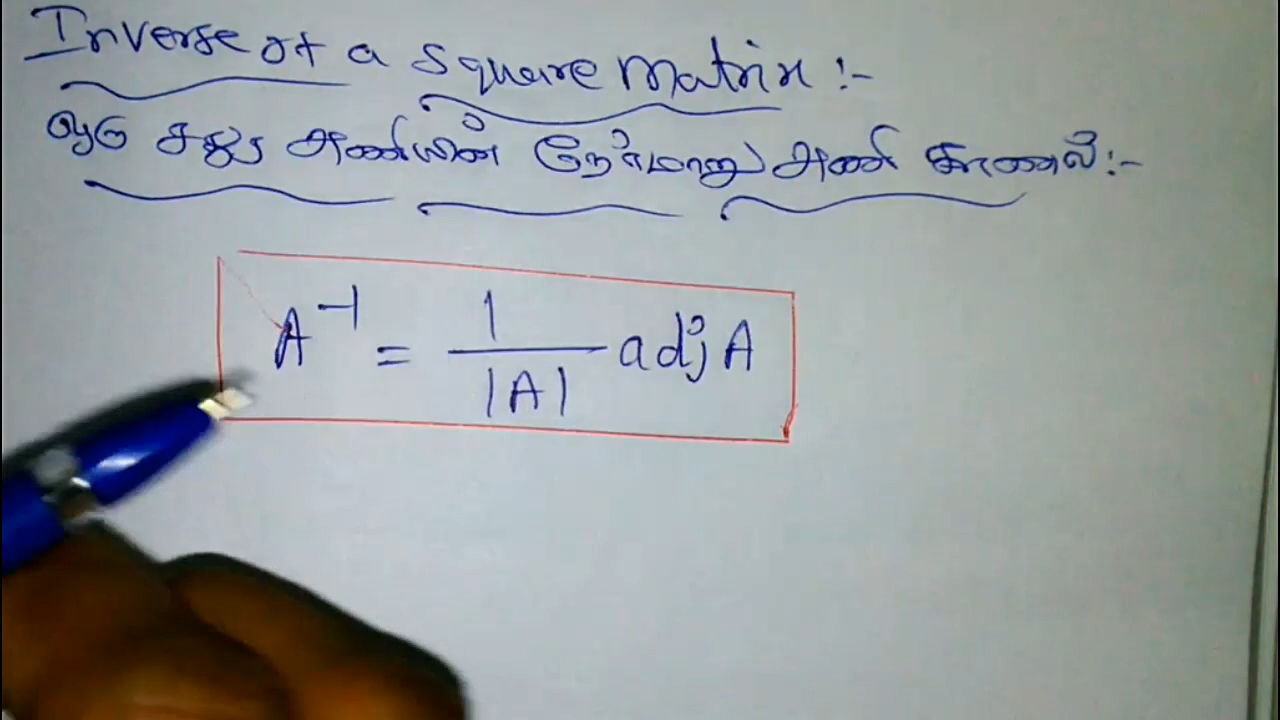 Inverse of a square matrix :-
ஒரு சதுர அணியின் நேர்மாறு அணி காணல் :-
A⁻¹ = 1/|A| adj A